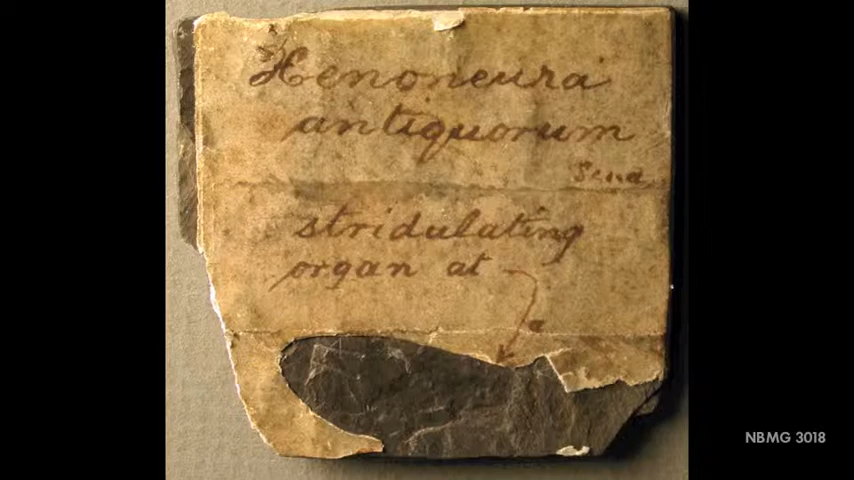 Xenoneura
antiquorum
Scud.
stridulating
organ at
a
NBMG 3018